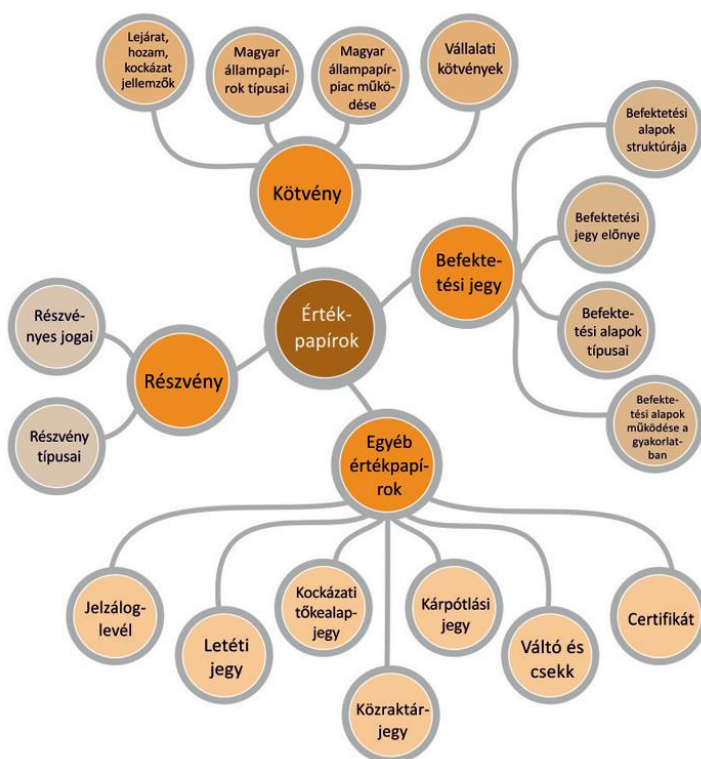 Lejárat,
hozam,
kockázat
jellemzők
Magyar
állampapí-
rok típusai
Magyar
állampapír-
piac műkö-
dése
Vállalati
kötvények
Kötvény
Befektetési
alapok
struktúrája
Befektetési
jegy előnye
Befekte-
tési jegy
Befekte-
tési alapok
típusai
Befekte-
tési alapok
működése a
gyakorlat-
ban
Érték-
papírok
Részvé-
nyes jogai
Részvény
Részvény
típusai
Egyéb
értékpapí-
rok
Jelzálog-
levél
Letéti
jegy
Kockázati
tőkealap-
jegy
Közraktár-
jegy
Kárpótlási
jegy
Váltó és
csekk
Certifikát